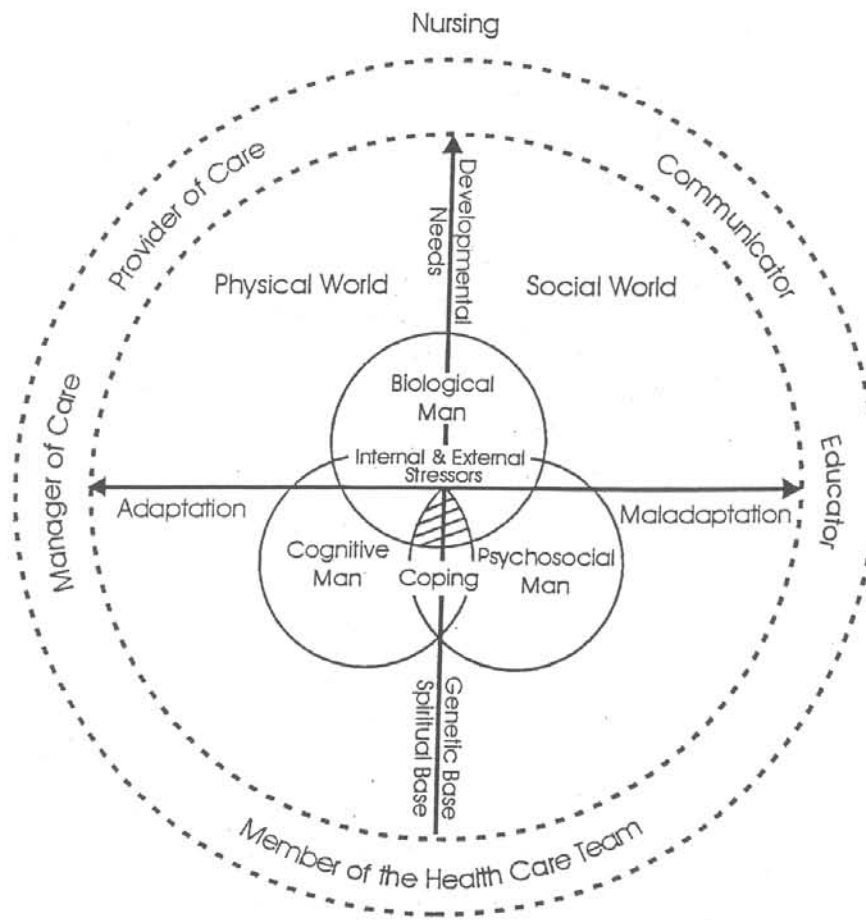 Nursing
Provider of Care
Communicator
Developmental
Needs
Physical World
Social World
Biological
Man
Internal & External
Stressors
Manager of Care
Educator
Adaptation
Maladaptation
Cognitive
Man
Coping
Psychosocial
Man
Genetic Base
Spiritual Base
Member of the Health Care Team